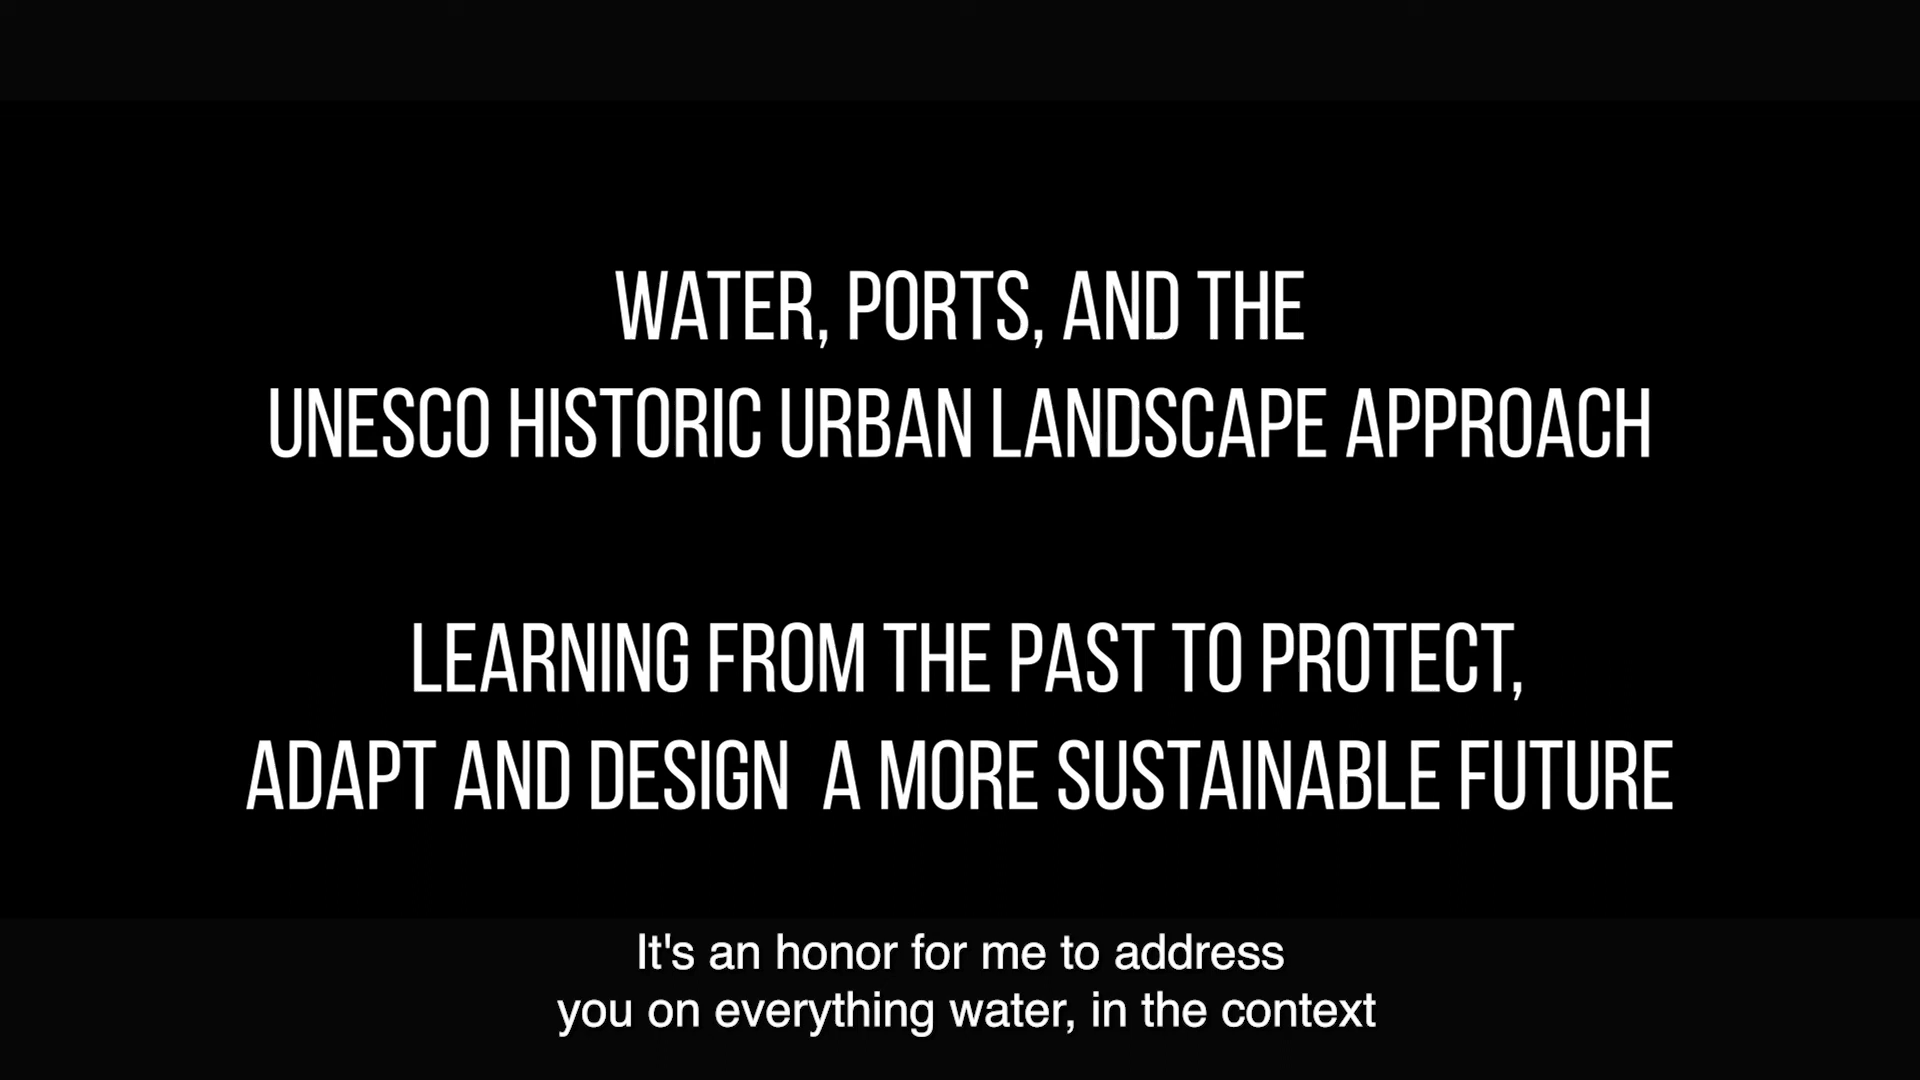 WATER, PORTS, AND THE
UNESCO HISTORIC URBAN LANDSCAPE APPROACH
LEARNING FROM THE PAST TO PROTECT,
ADAPT AND DESIGN  A MORE SUSTAINABLE FUTURE
It's an honor for me to address
you on everything water, in the context